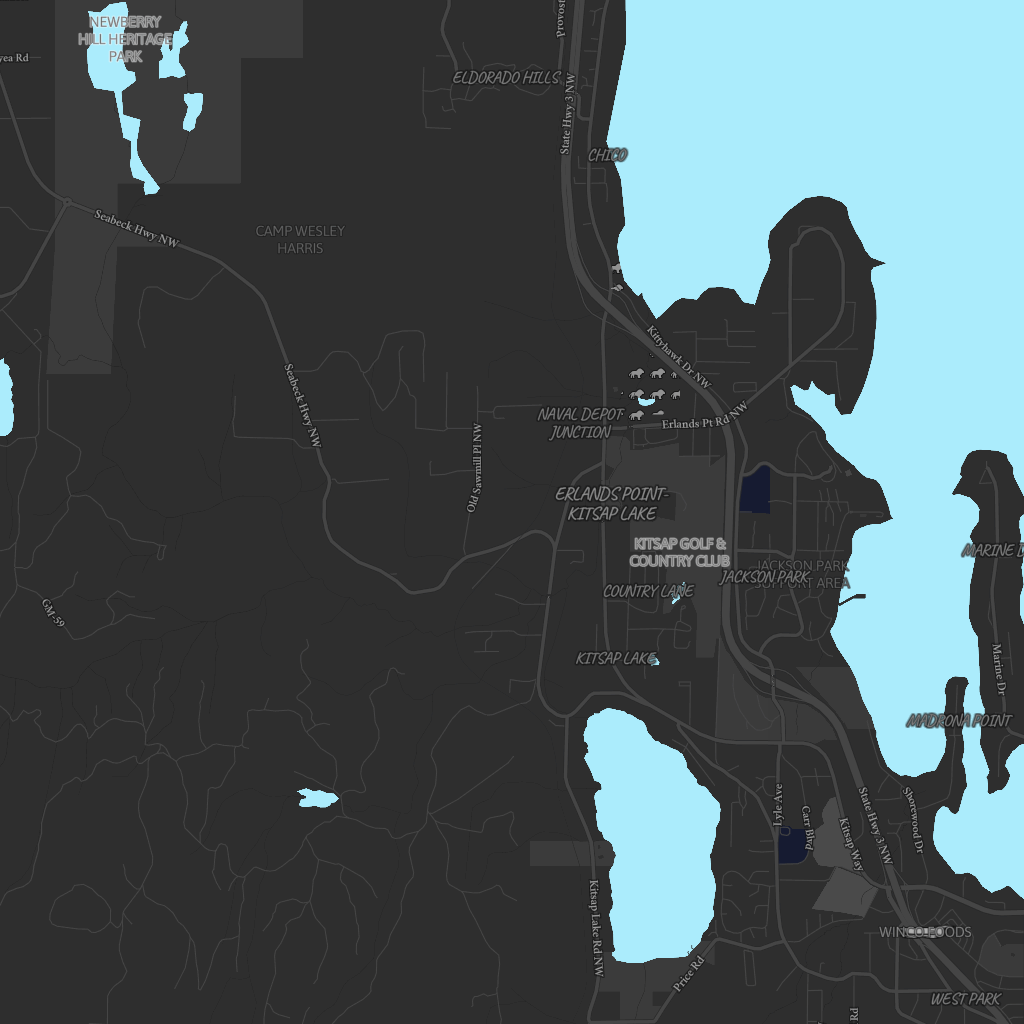 NEWBERRY
HILL HERITAGE
PARK
Provost
ELDORADO HILLS
State Hwy 3 NW
CHICO
Seabeck Hwy NW
CAMP WESLEY
HARRIS
Kittyhawk Dr NW
Seabeck Hwy NW
NAVAL DEPOT
JUNCTION
Erlands Pt Rd NW
Old Sawmill Pl NW
ERLANDS POINT-
KITSAP LAKE
KITSAP GOLF &
COUNTRY CLUB
MARINE D
JACKSON PARK
SUPPORT AREA
JACKSON PARK
COUNTRY LANE
GM-59
KITSAP LAKE
Marine Dr
MADRONA POINT
Lyle Ave
Carr Blvd
Kitsap Way
State Hwy 3 NW
Shorewood Dr
Kitsap Lake Rd NW
WINCO FOODS
Price Rd
WEST PARK
Rd